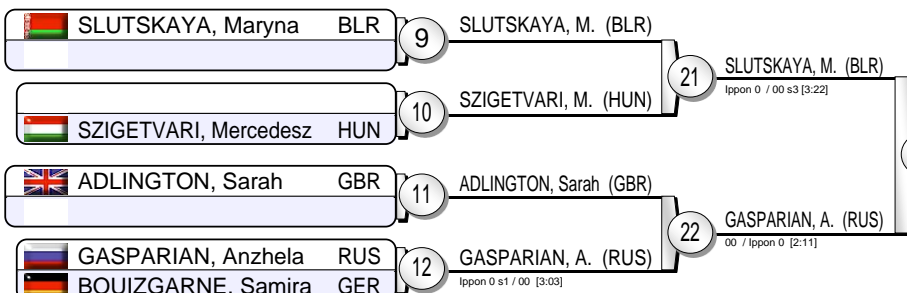 SLUTSKAYA, Maryna BLR
9
SLUTSKAYA, M. (BLR)
21
SLUTSKAYA, M. (BLR)
Ippon 0 / 00 s3 [3:22]
10
SZIGETVARI, M. (HUN)
SZIGETVARI, Mercedesz HUN
ADLINGTON, Sarah GBR
11
ADLINGTON, Sarah (GBR)
22
GASPARIAN, A. (RUS)
00 / Ippon 0 [2:11]
GASPARIAN, Anzhela RUS
12
GASPARIAN, A. (RUS)
Ippon 0 s1 / 00 [3:03]
BOUIZGARNE, Samira GER